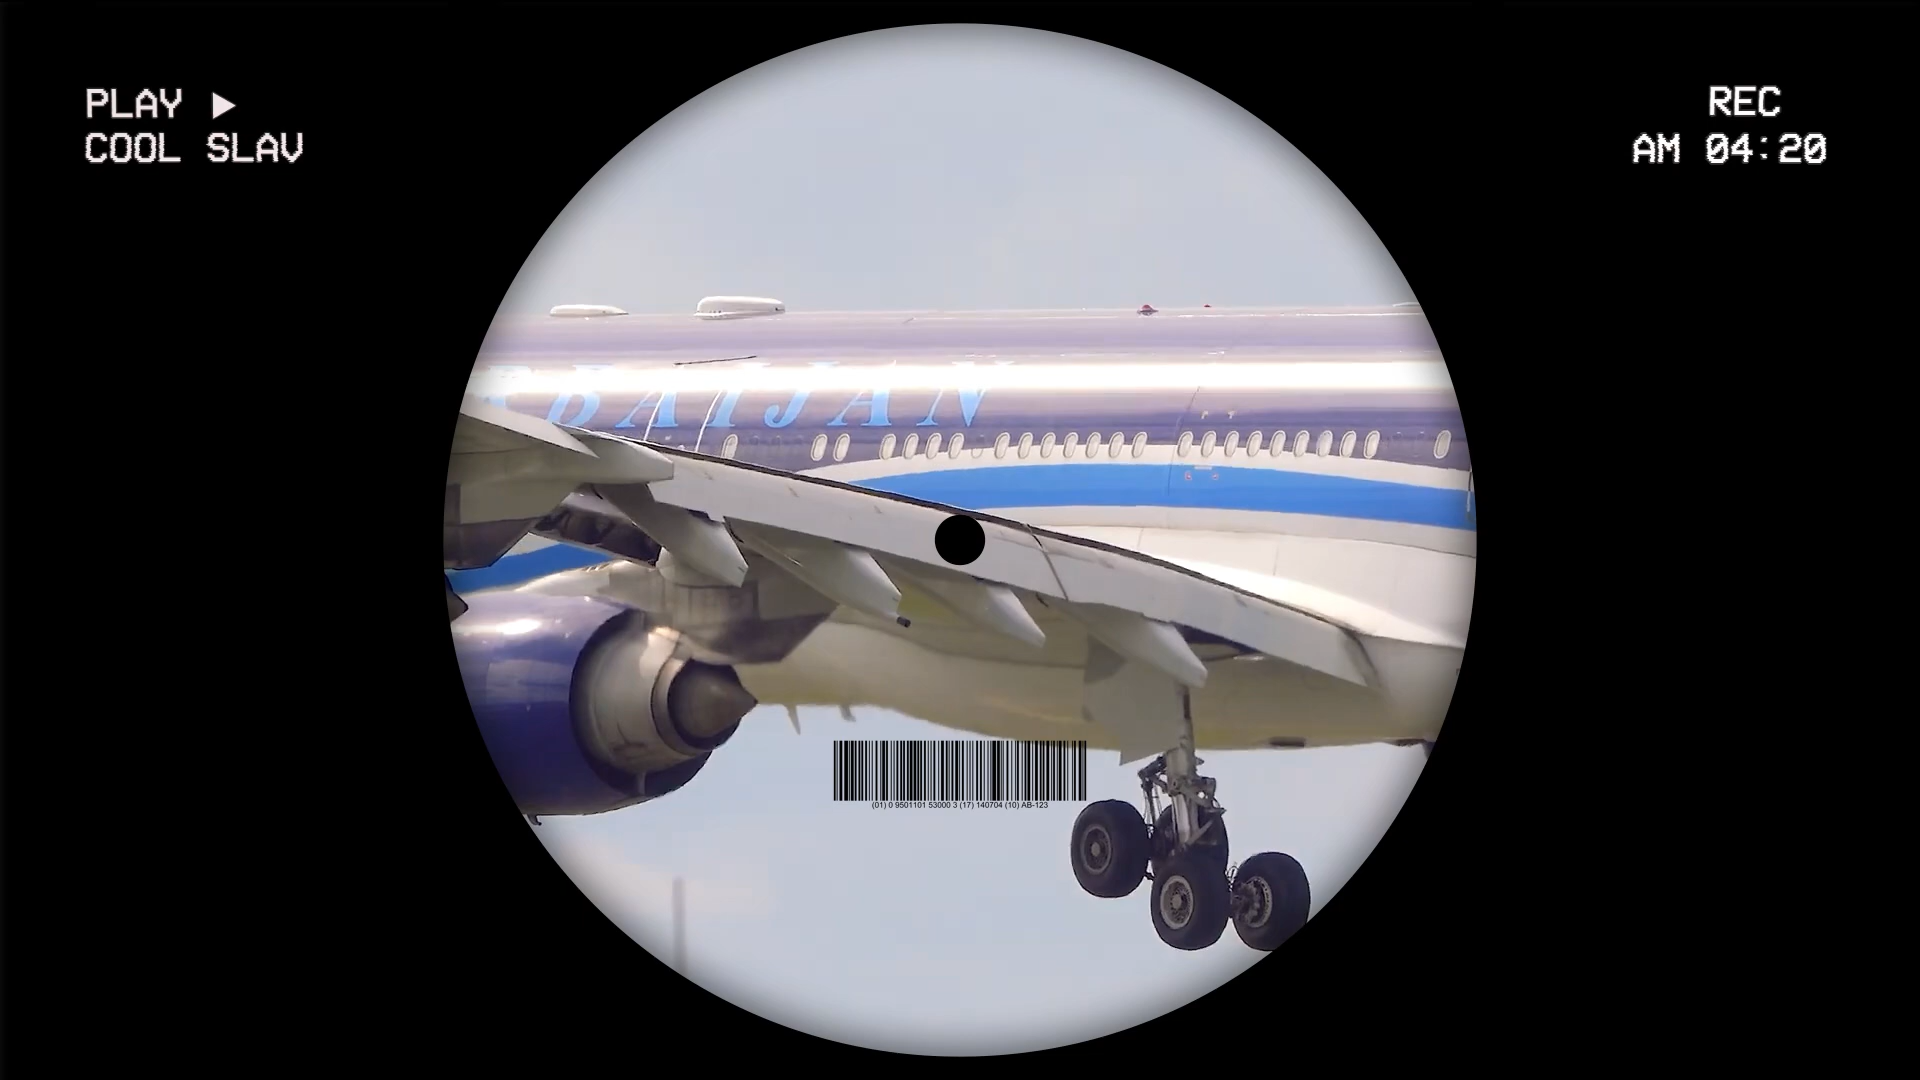 PLAY ▶
COOL SLAV
REC
AM 04:20
BAIJAN
(01) 0 9501101 53000 3 (17) 140704 (10) AB-123